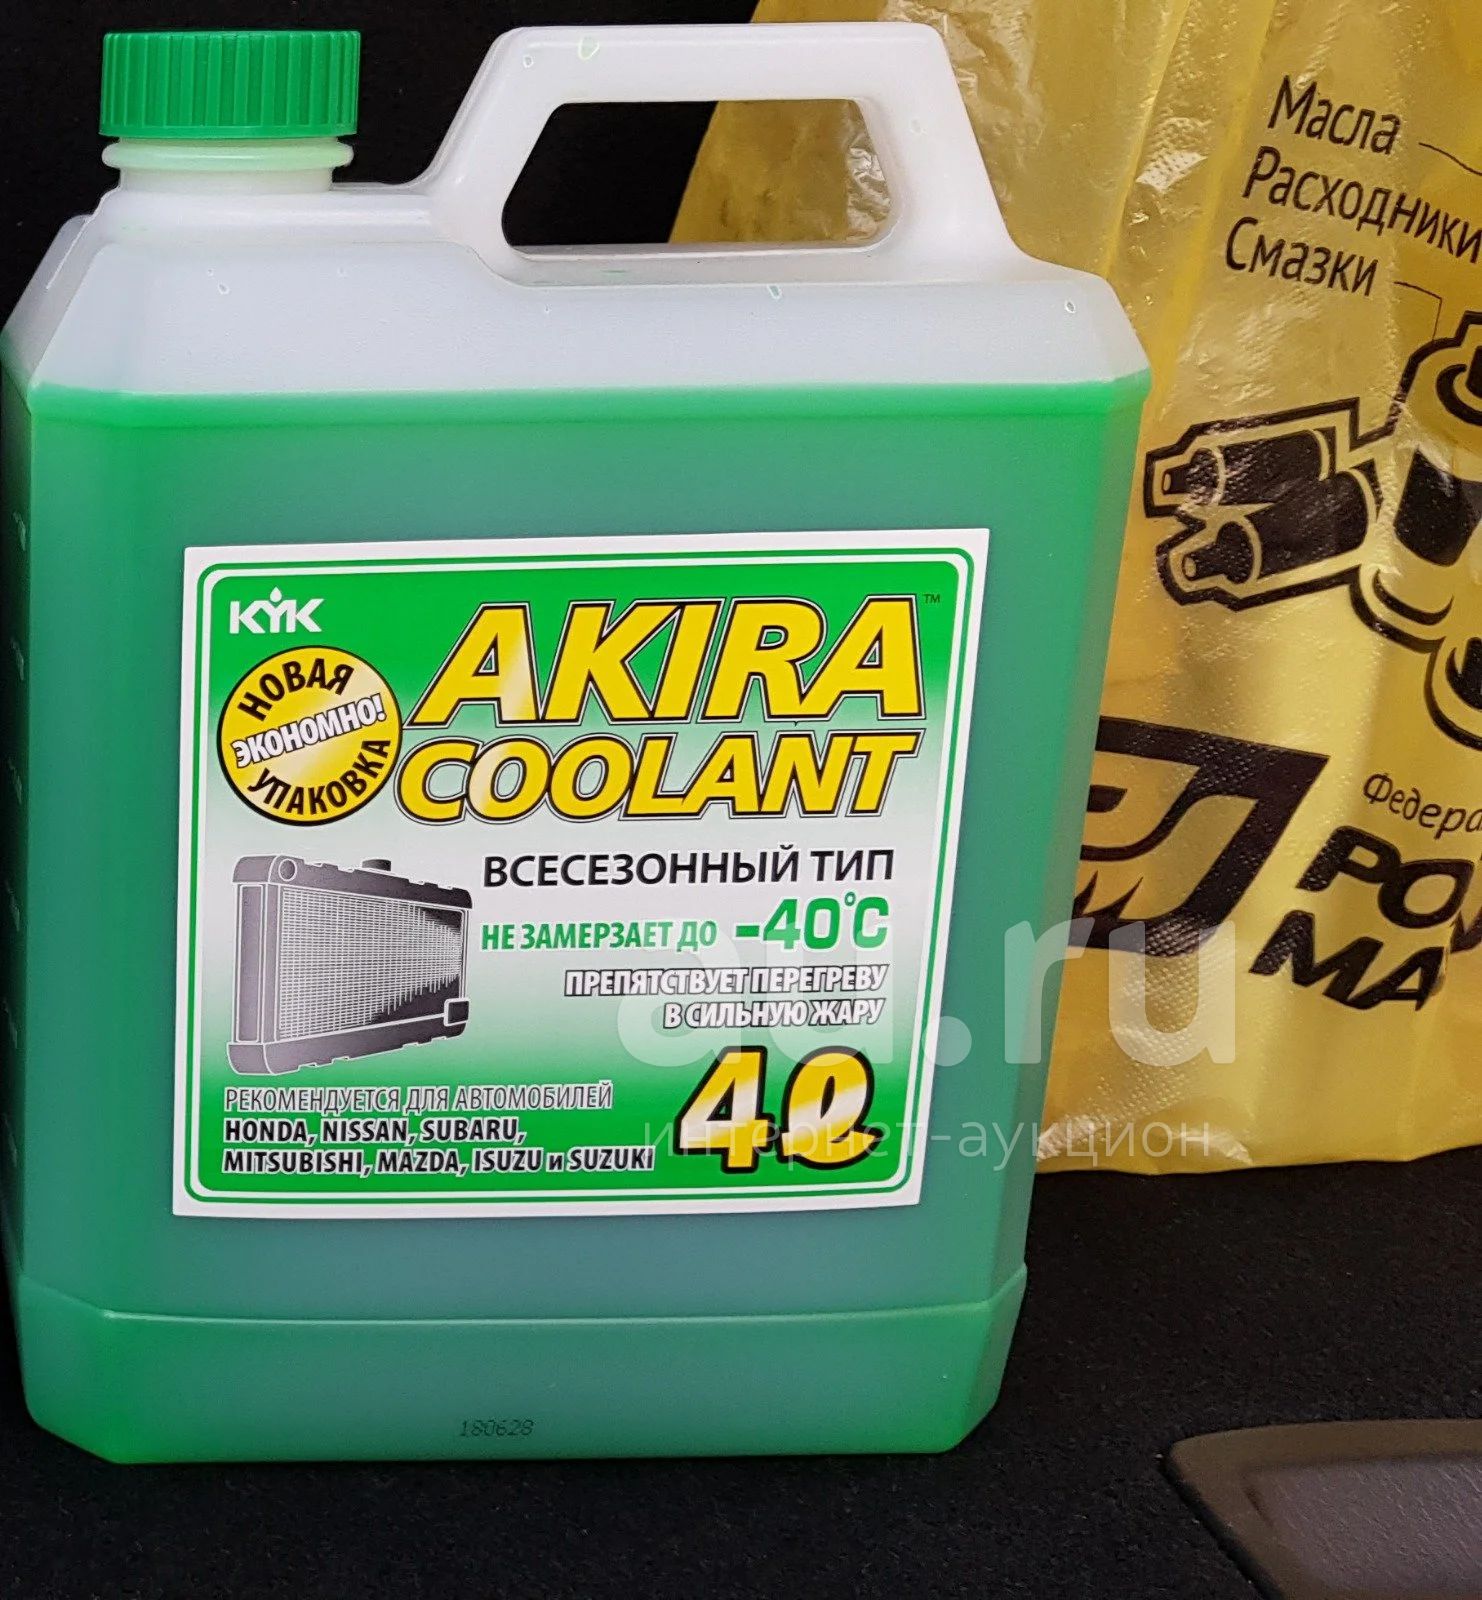 KYK
НОВАЯ
ЭКОНОМНО!
УПАКОВКА
AKIRA™
COOLANT
ВСЕСЕЗОННЫЙ ТИП
НЕ ЗАМЕРЗАЕТ ДО -40°C
ПРЕПЯТСТВУЕТ ПЕРЕГРЕВУ
В СИЛЬНУЮ ЖАРУ
РЕКОМЕНДУЕТСЯ ДЛЯ АВТОМОБИЛЕЙ
HONDA, NISSAN, SUBARU,
MITSUBISHI, MAZDA, ISUZU и SUZUKI
4ℓ
180628
Масла
Расходники
Смазки
au.ru
интернет-аукцион